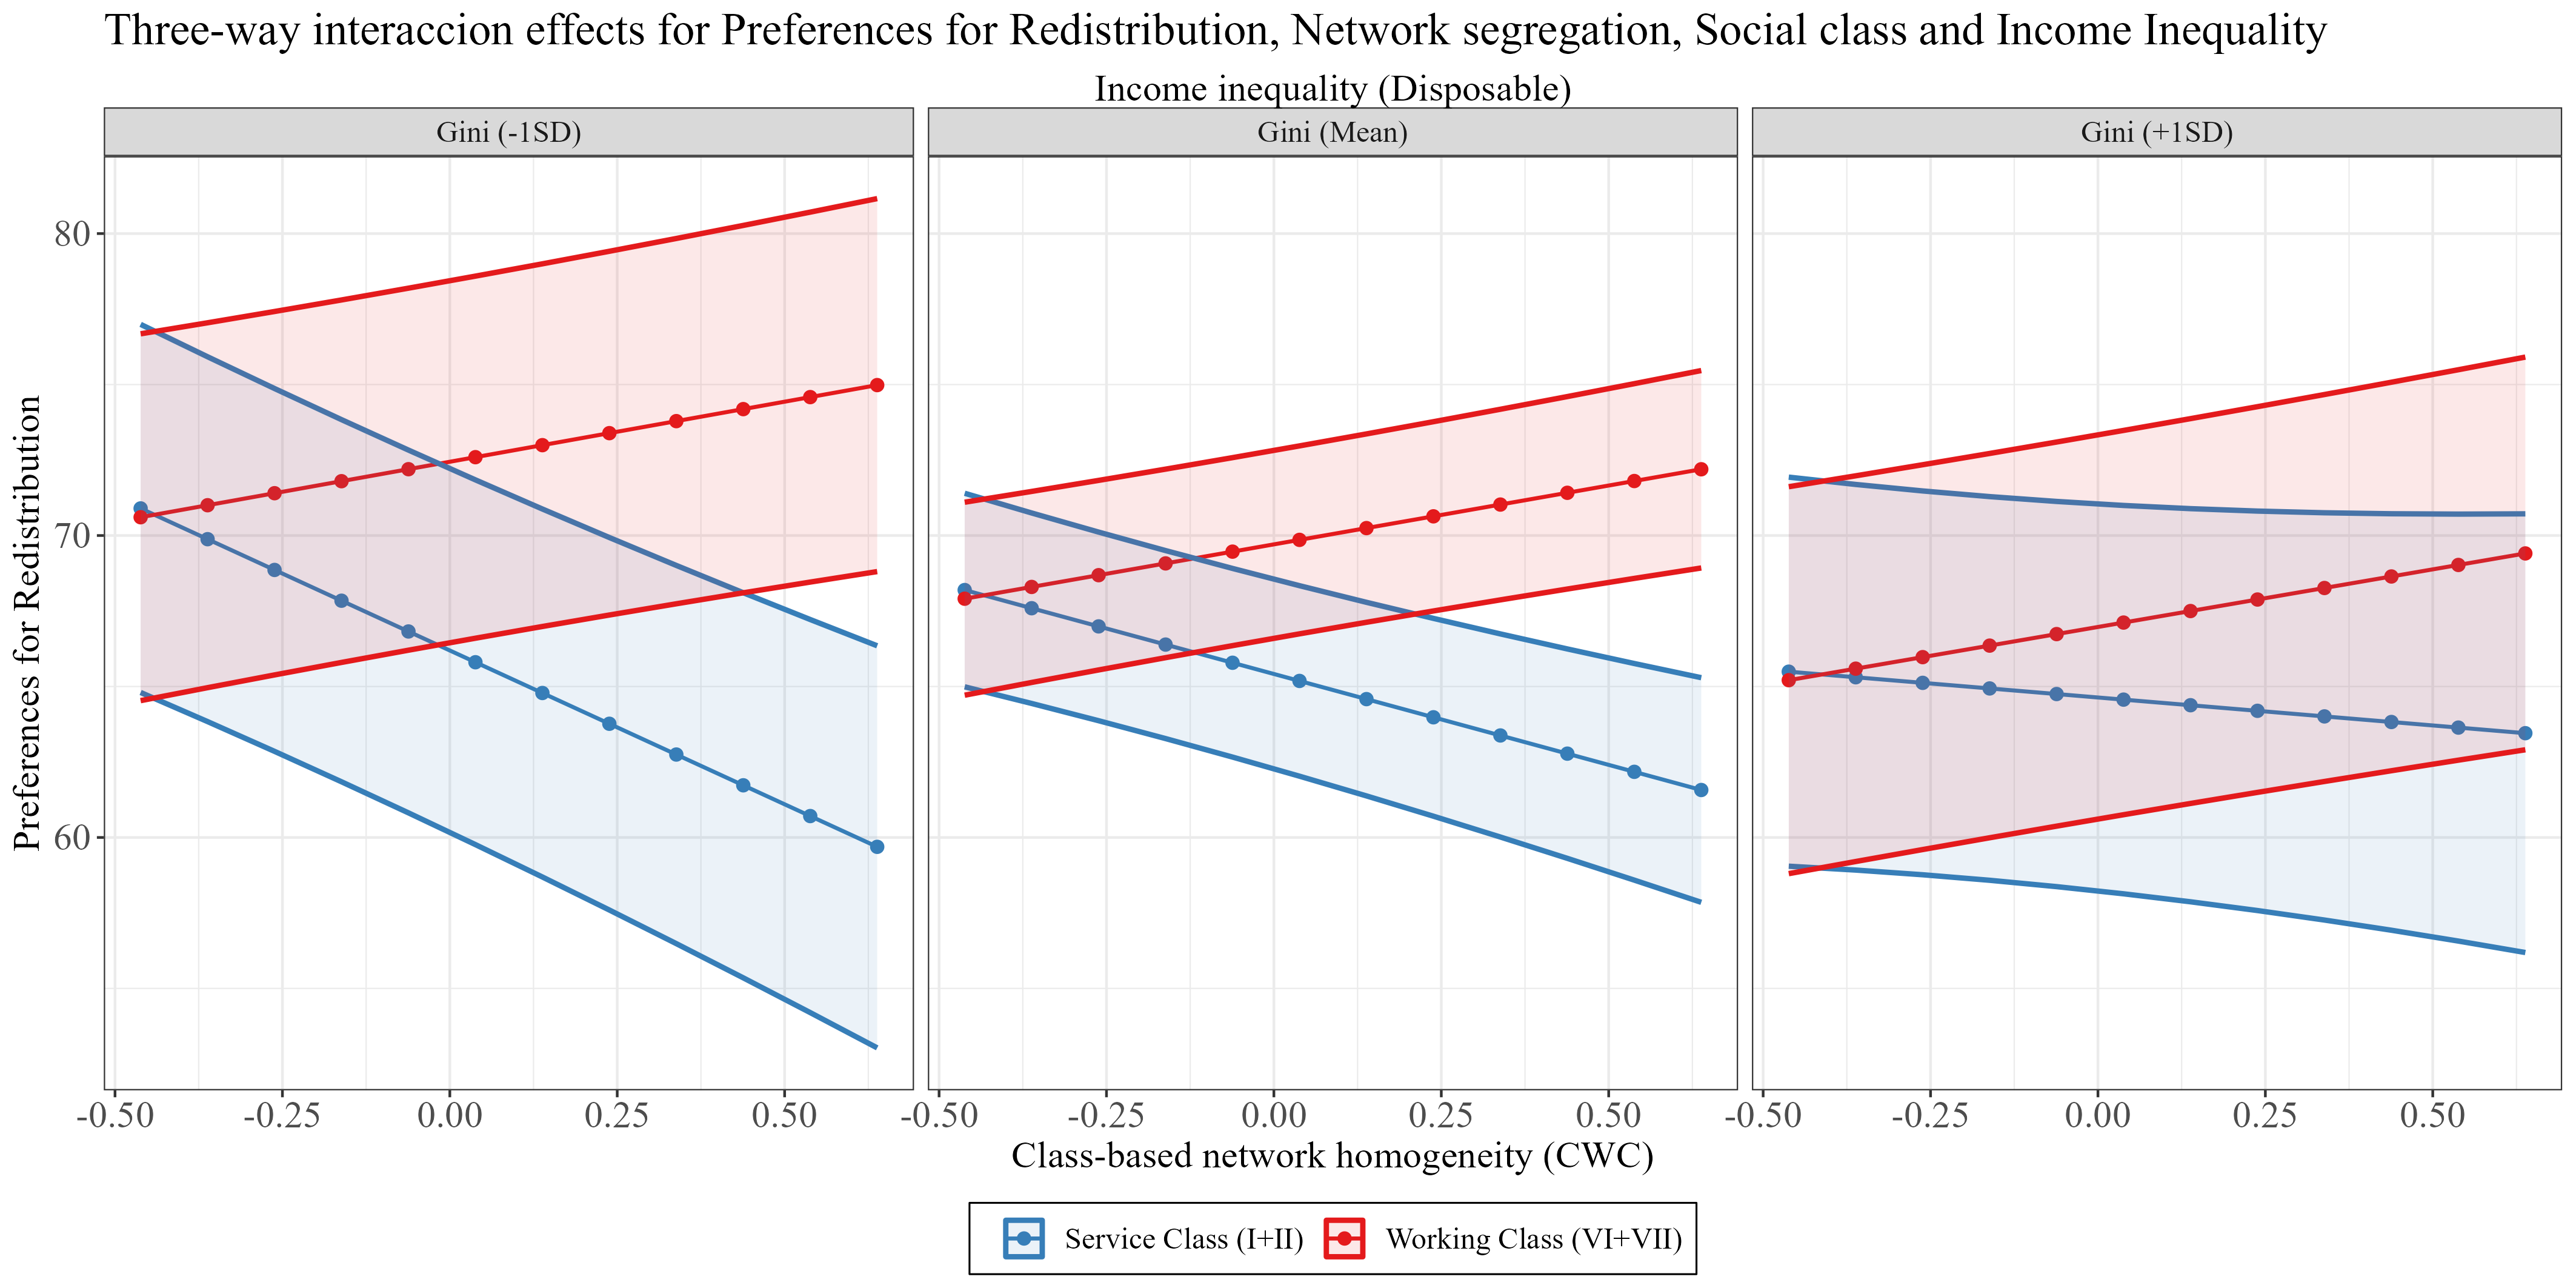 Three-way interaccion effects for Preferences for Redistribution, Network segregation, Social class and Income Inequality
Income inequality (Disposable)
Gini (-1SD)
Gini (Mean)
Gini (+1SD)
Preferences for Redistribution
80
70
60
-0.50 -0.25 0.00 0.25 0.50
-0.50 -0.25 0.00 0.25 0.50
-0.50 -0.25 0.00 0.25 0.50
Class-based network homogeneity (CWC)
Service Class (I+II) Working Class (VI+VII)